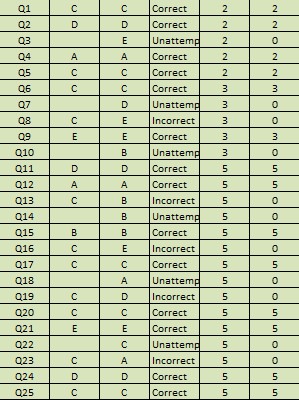 Q1 C C Correct 2 2
Q2 D D Correct 2 2
Q3 E Unattemp 2 0
Q4 A A Correct 2 2
Q5 C C Correct 2 2
Q6 C C Correct 3 3
Q7 D Unattemp 3 0
Q8 C E Incorrect 3 0
Q9 E E Correct 3 3
Q10 B Unattemp 3 0
Q11 D D Correct 5 5
Q12 A A Correct 5 5
Q13 C B Incorrect 5 0
Q14 B Unattemp 5 0
Q15 B B Correct 5 5
Q16 C E Incorrect 5 0
Q17 C C Correct 5 5
Q18 A Unattemp 5 0
Q19 C D Incorrect 5 0
Q20 C C Correct 5 5
Q21 E E Correct 5 5
Q22 C Unattemp 5 0
Q23 C A Incorrect 5 0
Q24 D D Correct 5 5
Q25 C C Correct 5 5